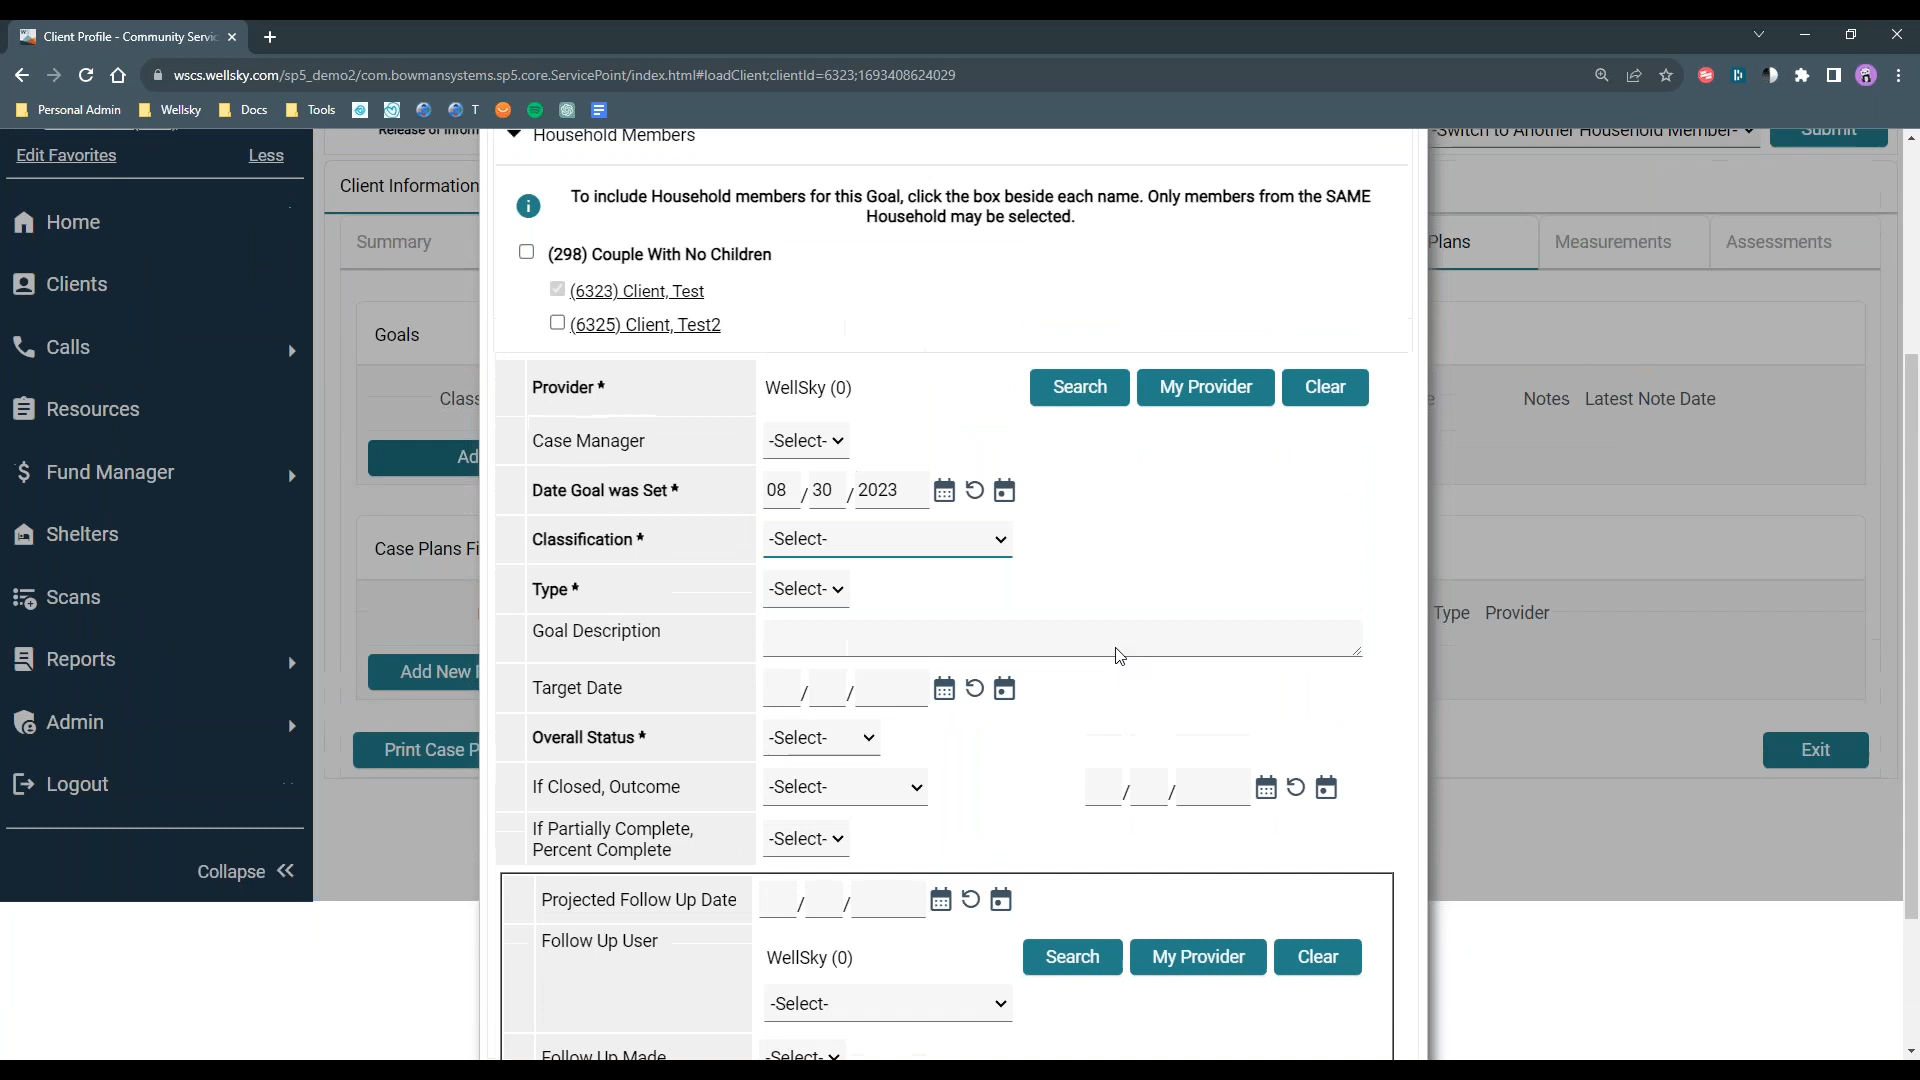 Client Profile - Community Servic
wscs.wellsky.com/sp5_demo2/com.bowmansystems.sp5.core.ServicePoint/index.html#loadClient;clientId=6323;1693408624029
Personal Admin Wellsky Docs Tools T
Edit Favorites Less
Home
Clients
Calls
Resources
Fund Manager
Shelters
Scans
Reports
Admin
Logout
Collapse
Release of Inform
-Switch to Another Household Member- Submit
Client Information
Summary
Plans Measurements Assessments
Goals
Class
Notes Latest Note Date
Ad
Case Plans Fi
Type Provider
Add New
Print Case P
Exit
Household Members
To include Household members for this Goal, click the box beside each name. Only members from the SAME
Household may be selected.
(298) Couple With No Children
(6323) Client, Test
(6325) Client, Test2
Provider * WellSky (0) Search My Provider Clear
Case Manager -Select-
Date Goal was Set * 08 / 30 / 2023
Classification * -Select-
Type * -Select-
Goal Description
Target Date / /
Overall Status * -Select-
If Closed, Outcome -Select- / /
If Partially Complete,
Percent Complete -Select-
Projected Follow Up Date / /
Follow Up User WellSky (0) Search My Provider Clear
-Select-
Follow Up Made -Select-